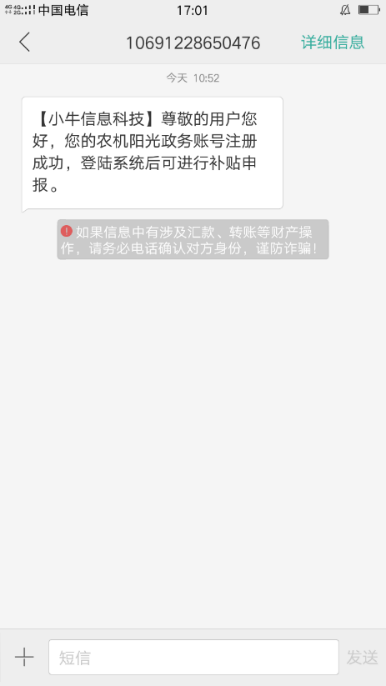 中国电信 17:01
10691228650476 详细信息
今天 10:52
【小牛信息科技】尊敬的用户您
好，您的农机阳光政务账号注册
成功，登陆系统后可进行补贴申
报。
如果信息中有涉及汇款、转账等财产操
作，请务必电话确认对方身份，谨防诈骗！
短信 发送